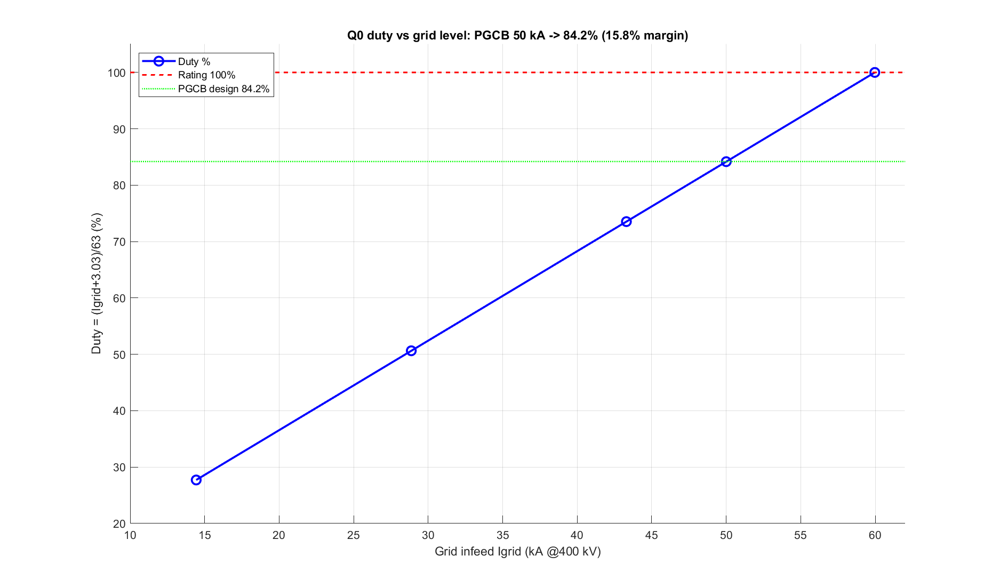 Q0 duty vs grid level: PGCB 50 kA -> 84.2% (15.8% margin)
Duty %
Rating 100%
PGCB design 84.2%
100
90
80
70
60
50
40
30
20
Duty = (Igrid+3.03)/63 (%)
10 15 20 25 30 35 40 45 50 55 60
Grid infeed Igrid (kA @400 kV)